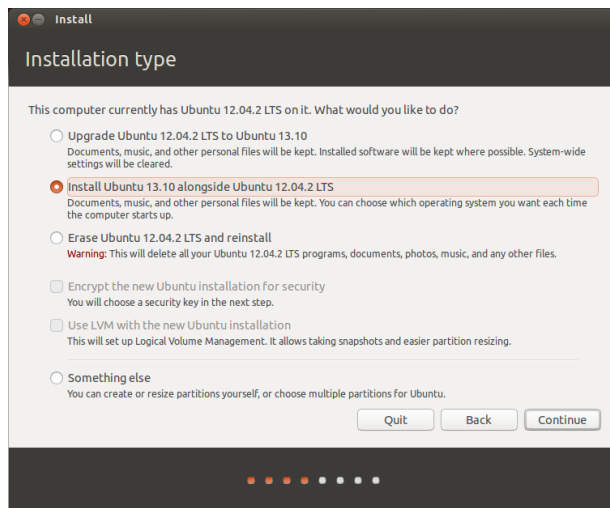 Install
Installation type
This computer currently has Ubuntu 12.04.2 LTS on it. What would you like to do?
Upgrade Ubuntu 12.04.2 LTS to Ubuntu 13.10
Documents, music, and other personal files will be kept. Installed software will be kept where possible. System-wide
settings will be cleared.
Install Ubuntu 13.10 alongside Ubuntu 12.04.2 LTS
Documents, music, and other personal files will be kept. You can choose which operating system you want each time
the computer starts up.
Erase Ubuntu 12.04.2 LTS and reinstall
Warning: This will delete all your Ubuntu 12.04.2 LTS programs, documents, photos, music, and any other files.
Encrypt the new Ubuntu installation for security
You will choose a security key in the next step.
Use LVM with the new Ubuntu installation
This will set up Logical Volume Management. It allows taking snapshots and easier partition resizing.
Something else
You can create or resize partitions yourself, or choose multiple partitions for Ubuntu.
Quit Back Continue